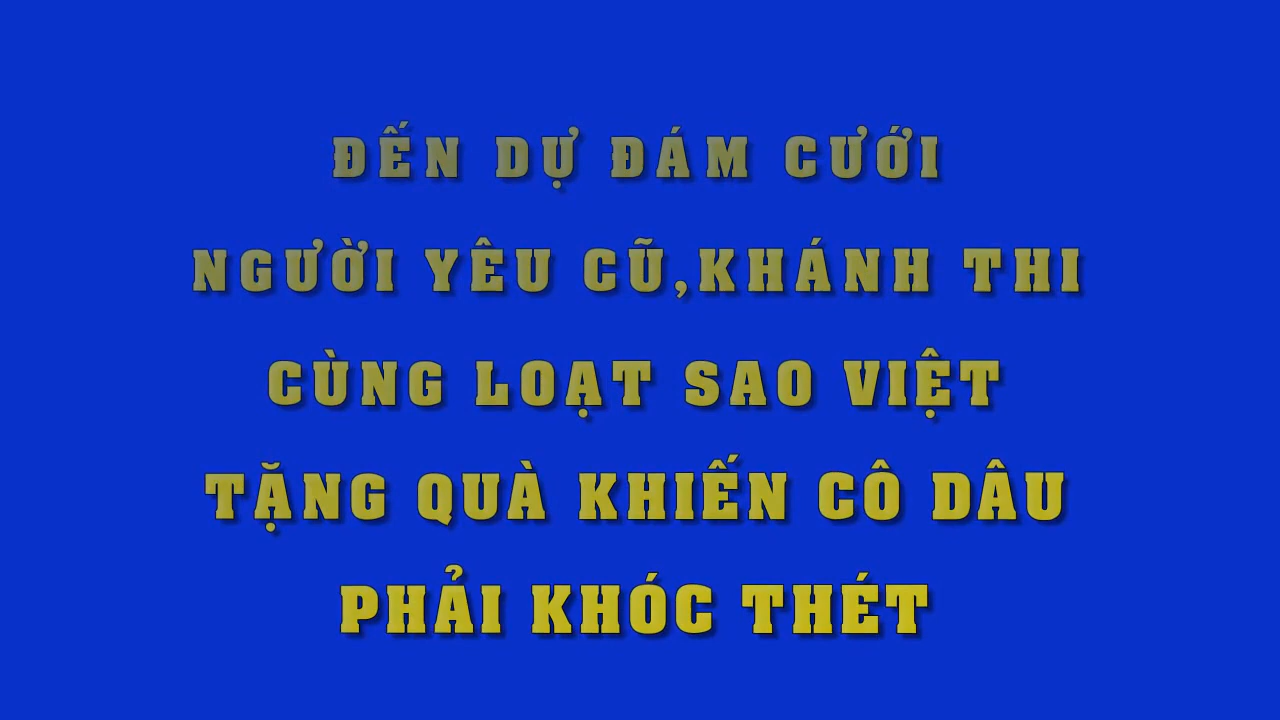 ĐẾN DỰ ĐÁM CƯỚI
NGƯỜI YÊU CŨ,KHÁNH THI
CÙNG LOẠT SAO VIỆT
TẶNG QUÀ KHIẾN CÔ DÂU
PHẢI KHÓC THÉT